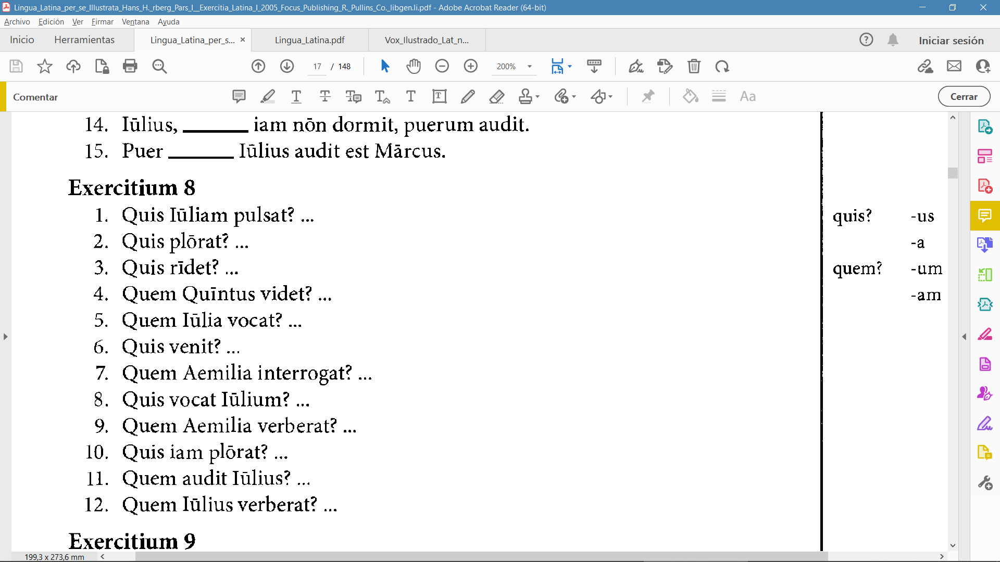 Lingua_Latina_per_se_Illustrata_Hans_H._rberg_Pars_I__Exercitia_Latina_I_2005_Focus_Publishing_R._Pullins_Co._libgen.li.pdf - Adobe Acrobat Reader (64-bit)
Archivo Edición Ver Firmar Ventana Ayuda
Inicio Herramientas Lingua_Latina_per_s... × Lingua_Latina.pdf Vox_Ilustrado_Lat_n... Iniciar sesión
17 / 148 200%
Comentar Aa Cerrar
14. Iūlius, ______ iam nōn dormit, puerum audit.
15. Puer ______ Iūlius audit est Mārcus.
Exercitium 8
1. Quis Iūliam pulsat? ...
2. Quis plōrat? ...
3. Quis rīdet? ...
4. Quem Quīntus videt? ...
5. Quem Iūlia vocat? ...
6. Quis venit? ...
7. Quem Aemilia interrogat? ...
8. Quis vocat Iūlium? ...
9. Quem Aemilia verberat? ...
10. Quis iam plōrat? ...
11. Quem audit Iūlius? ...
12. Quem Iūlius verberat? ...
Exercitium 9
quis? -us
-a
quem? -um
-am
199,3 x 273,6 mm